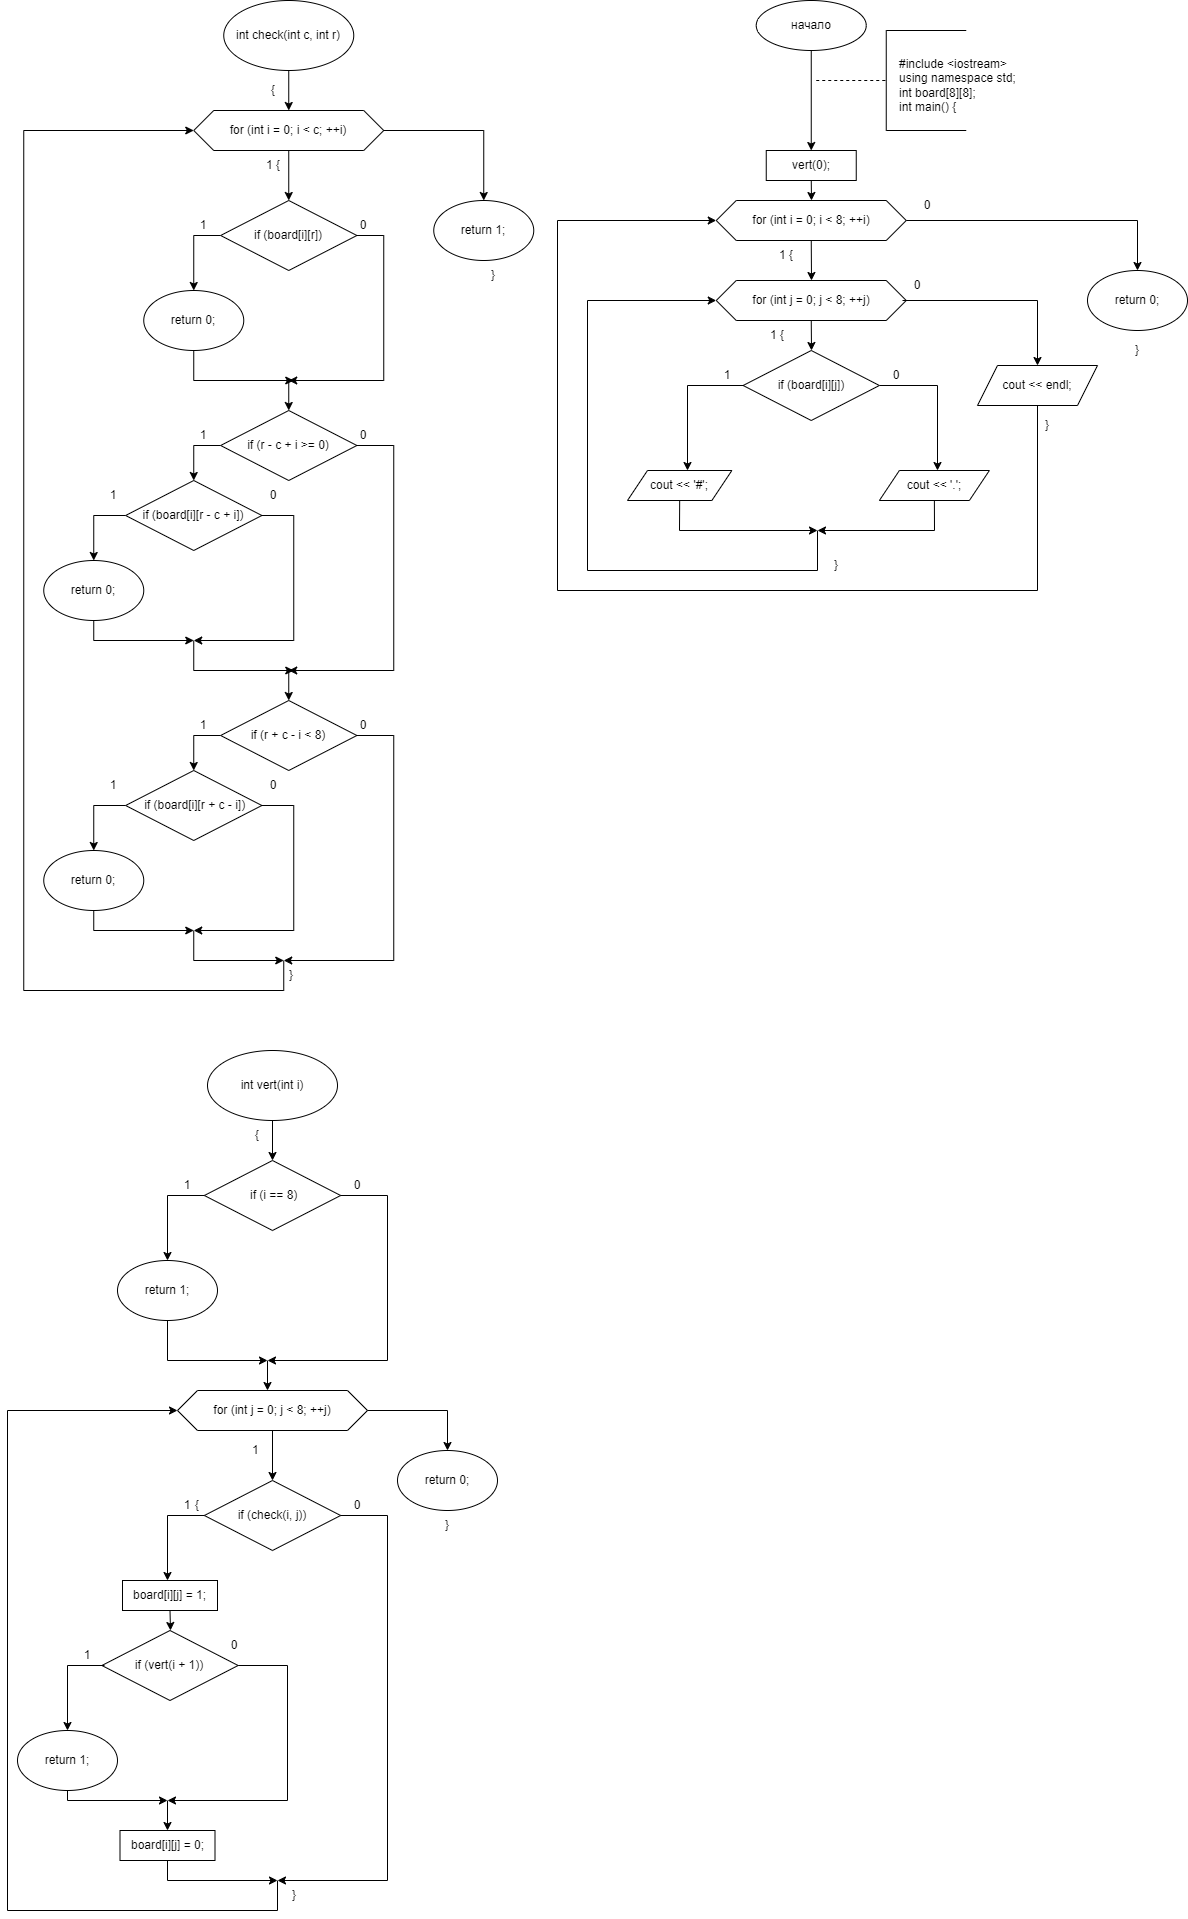 int check(int c, int r)
{
for (int i = 0; i < c; ++i)
1 {
return 1;
}
if (board[i][r])
1
0
return 0;
if (r - c + i >= 0)
1
0
if (board[i][r - c + i])
1
0
return 0;
if (r + c - i < 8)
1
0
if (board[i][r + c - i])
1
0
return 0;
}
начало
#include <iostream>
using namespace std;
int board[8][8];
int main() {
vert(0);
for (int i = 0; i < 8; ++i)
0
return 0;
}
1 {
for (int j = 0; j < 8; ++j)
0
cout << endl;
}
1 {
if (board[i][j])
1
0
cout << '#';
cout << '.';
}
int vert(int i)
{
if (i == 8)
1
0
return 1;
for (int j = 0; j < 8; ++j)
return 0;
}
1
if (check(i, j))
1 {
0
board[i][j] = 1;
if (vert(i + 1))
1
0
return 1;
board[i][j] = 0;
}